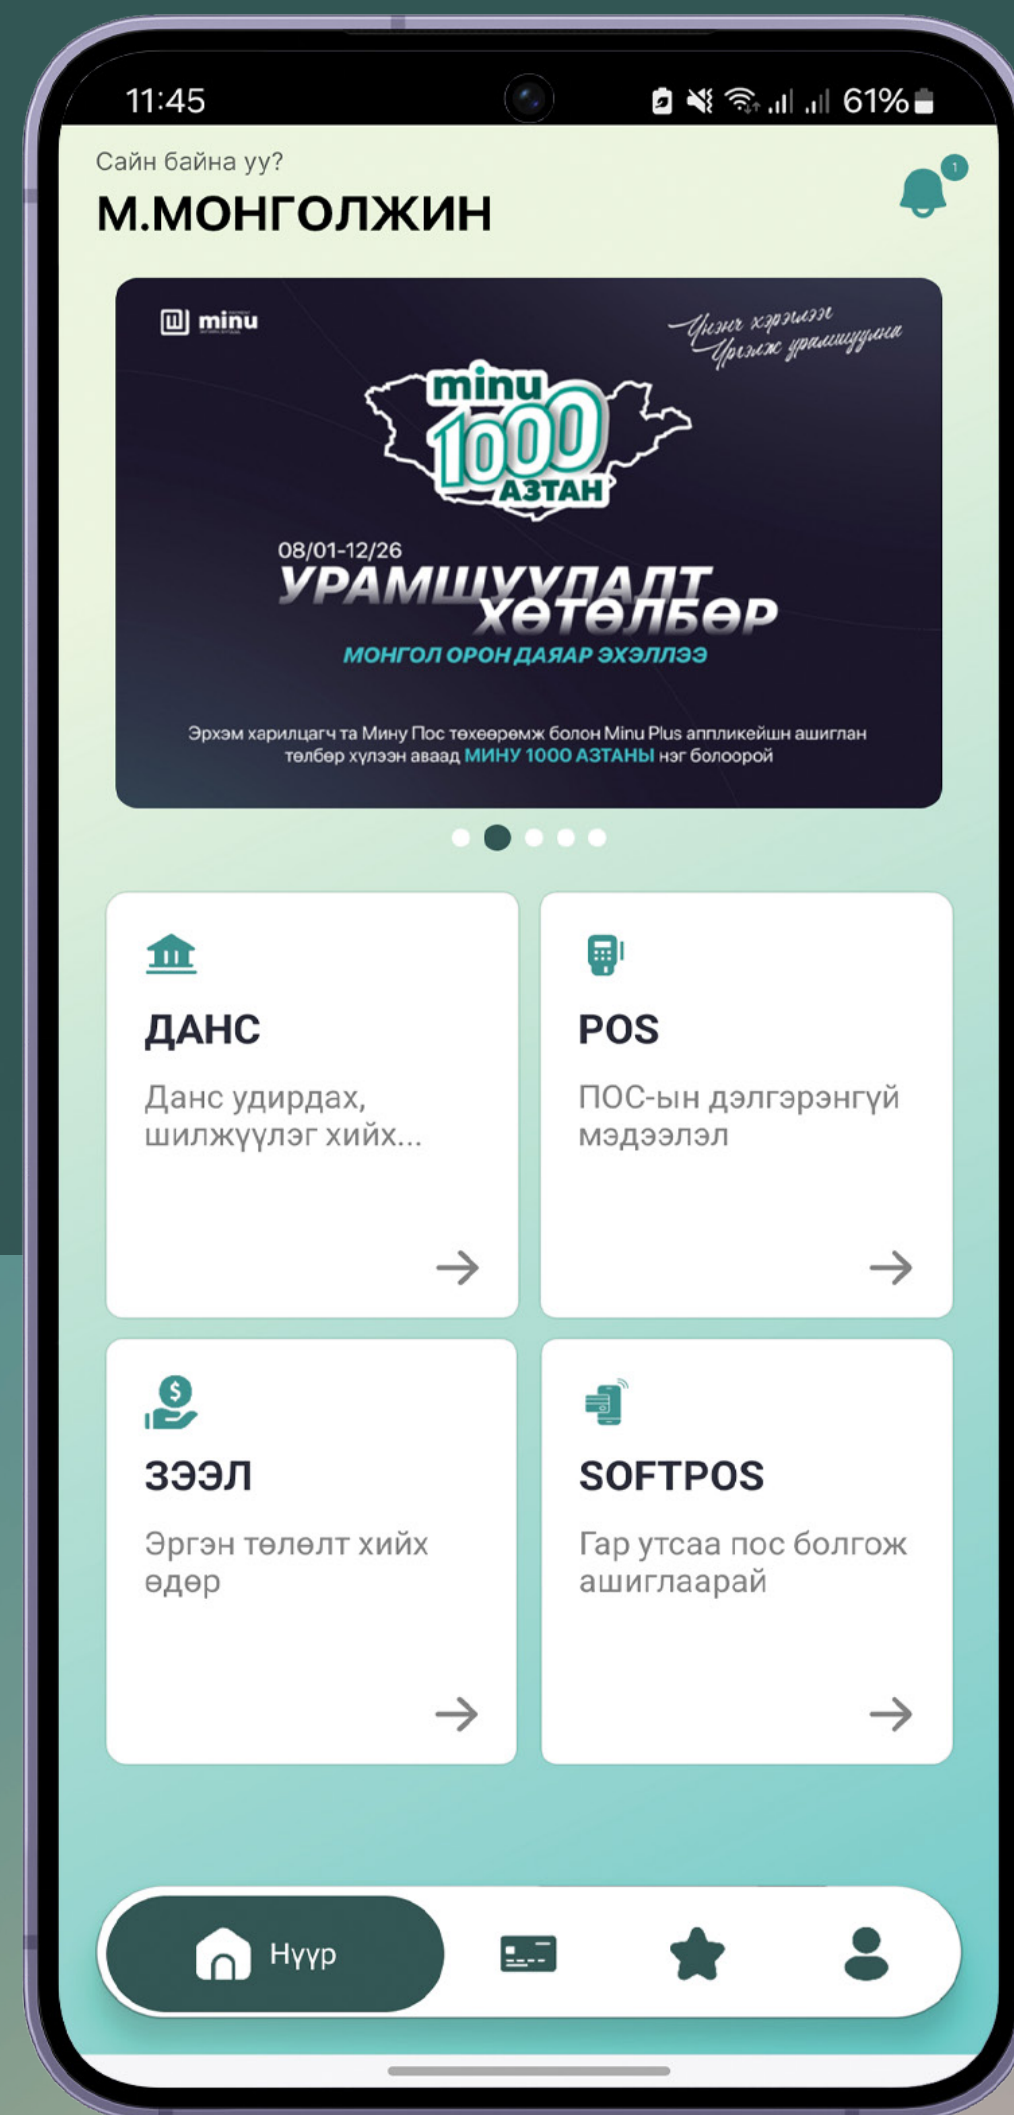 11:45
61%
Сайн байна уу?
М.МОНГОЛЖИН
1
minu
Үнэнч хэрэглээг
Үргэлж урамшуулна
minu
1000
АЗТАН
08/01-12/26
УРАМШУУЛАЛТ
ХӨТӨЛБӨР
МОНГОЛ ОРОН ДАЯАР ЭХЭЛЛЭЭ
Эрхэм харилцагч та Мину Пос төхөөрөмж болон Minu Plus аппликейшн ашиглан
төлбөр хүлээн аваад МИНУ 1000 АЗТАНЫ нэг болоорой
ДАНС
Данс удирдах,
шилжүүлэг хийх...
POS
ПОС-ын дэлгэрэнгүй
мэдээлэл
ЗЭЭЛ
Эргэн төлөлт хийх
өдөр
SOFTPOS
Гар утсаа пос болгож
ашиглаарай
Нүүр